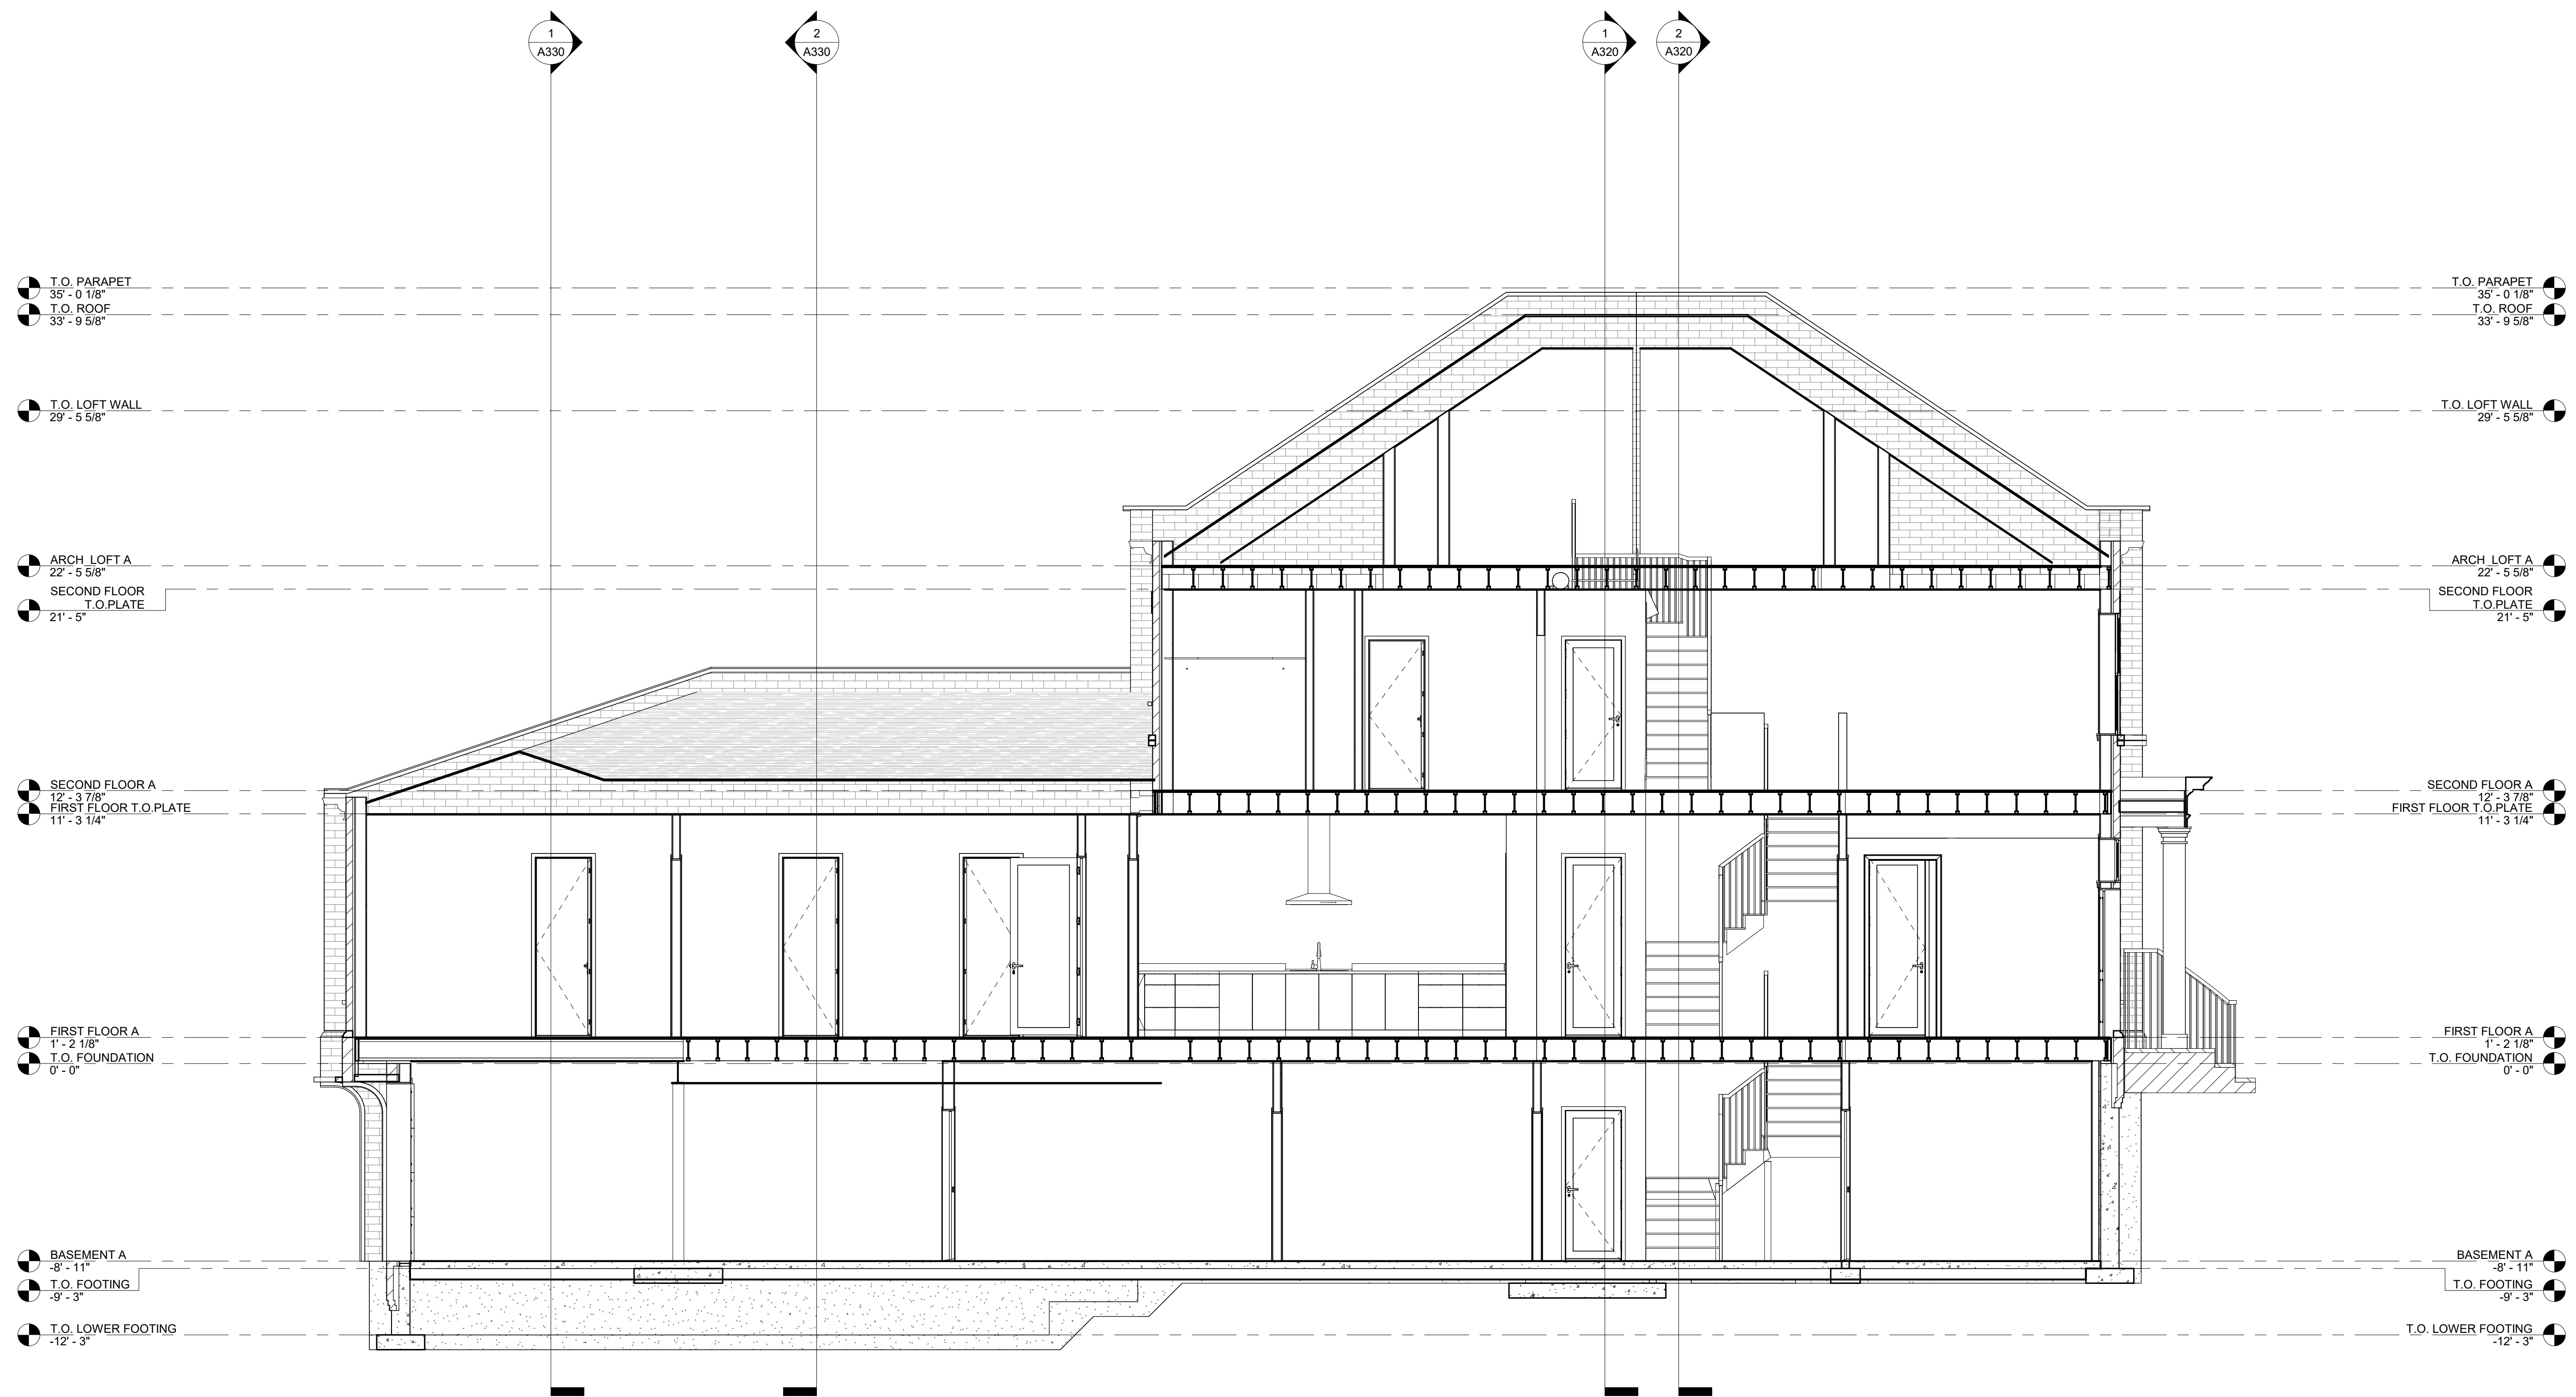 1
A330
2
A330
1
A320
2
A320
T.O. PARAPET
35' - 0 1/8"
T.O. ROOF
33' - 9 5/8"
T.O. LOFT WALL
29' - 5 5/8"
ARCH LOFT A
22' - 5 5/8"
SECOND FLOOR
T.O.PLATE
21' - 5"
SECOND FLOOR A
12' - 3 7/8"
FIRST FLOOR T.O.PLATE
11' - 3 1/4"
FIRST FLOOR A
1' - 2 1/8"
T.O. FOUNDATION
0' - 0"
BASEMENT A
-8' - 11"
T.O. FOOTING
-9' - 3"
T.O. LOWER FOOTING
-12' - 3"
T.O. PARAPET
35' - 0 1/8"
T.O. ROOF
33' - 9 5/8"
T.O. LOFT WALL
29' - 5 5/8"
ARCH LOFT A
22' - 5 5/8"
SECOND FLOOR
T.O.PLATE
21' - 5"
SECOND FLOOR A
12' - 3 7/8"
FIRST FLOOR T.O.PLATE
11' - 3 1/4"
FIRST FLOOR A
1' - 2 1/8"
T.O. FOUNDATION
0' - 0"
BASEMENT A
-8' - 11"
T.O. FOOTING
-9' - 3"
T.O. LOWER FOOTING
-12' - 3"